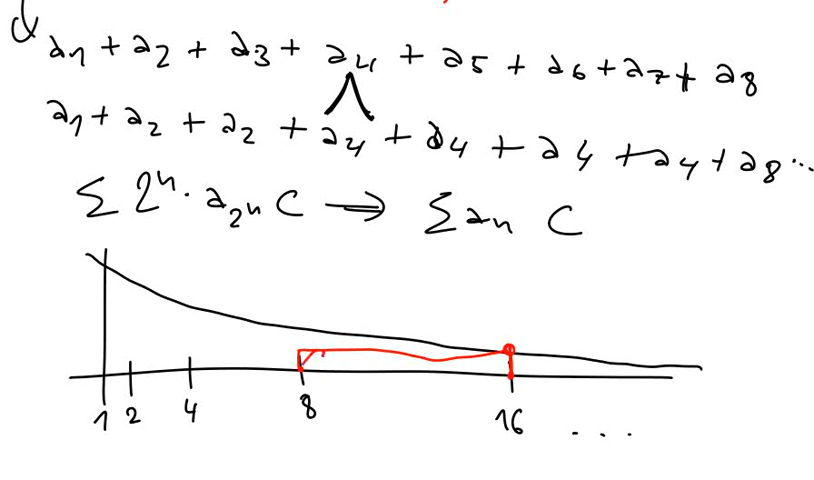 a1 + a2 + a3 + a4 + a5 + a6 + a7 + a8
∧
a1 + a2 + a2 + a4 + a4 + a4 + a4 + a8 ...
Σ 2^n · a_{2^n} C → Σ a_n C
1 2 4 8 16 ...